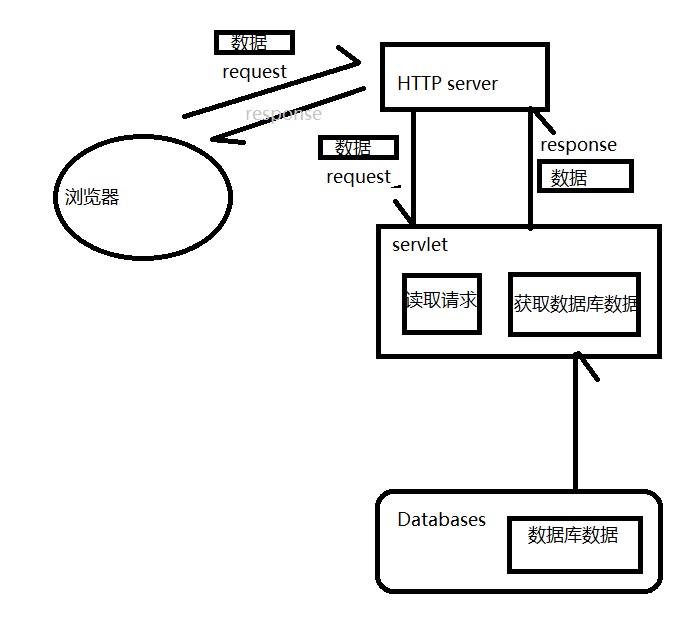 数据
request
HTTP server
response
数据
request
response
数据
浏览器
servlet
读取请求
获取数据库数据
Databases
数据库数据